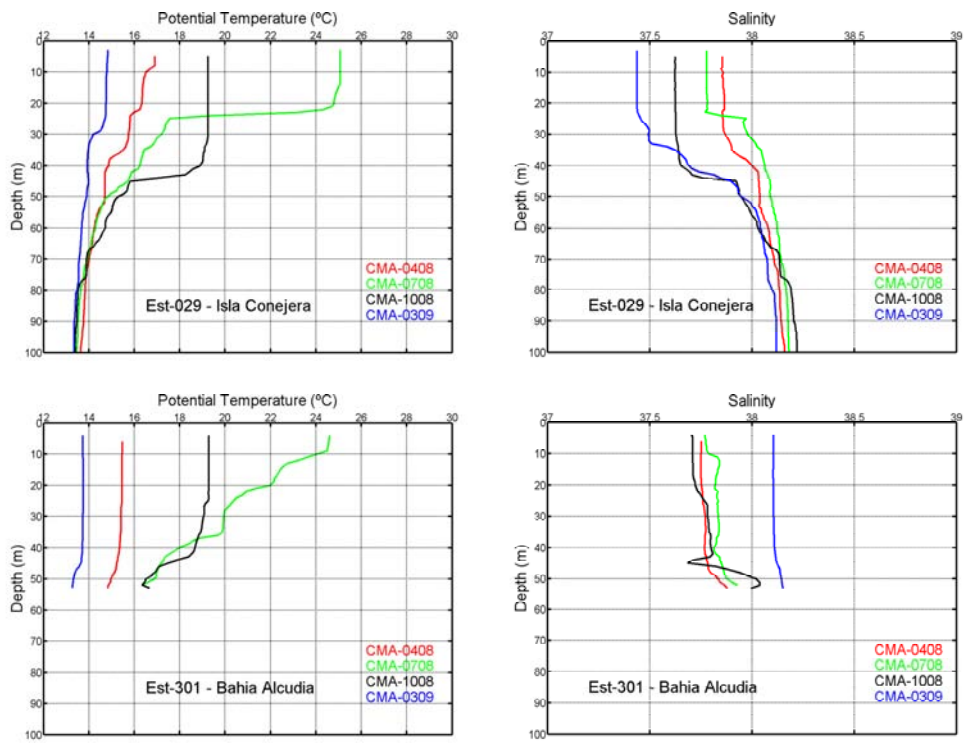 Potential Temperature (ºC)
12 14 16 18 20 22 24 26 28 30
0
10
20
30
40
50
60
70
80
90
100
Depth (m)
CMA-0408
CMA-0708
CMA-1008
CMA-0309
Est-029 - Isla Conejera
Salinity
37 37.5 38 38.5 39
0
10
20
30
40
50
60
70
80
90
100
Depth (m)
CMA-0408
CMA-0708
CMA-1008
CMA-0309
Est-029 - Isla Conejera
Potential Temperature (ºC)
12 14 16 18 20 22 24 26 28 30
0
10
20
30
40
50
60
70
80
90
100
Depth (m)
CMA-0408
CMA-0708
CMA-1008
CMA-0309
Est-301 - Bahia Alcudia
Salinity
37 37.5 38 38.5 39
0
10
20
30
40
50
60
70
80
90
100
Depth (m)
CMA-0408
CMA-0708
CMA-1008
CMA-0309
Est-301 - Bahia Alcudia